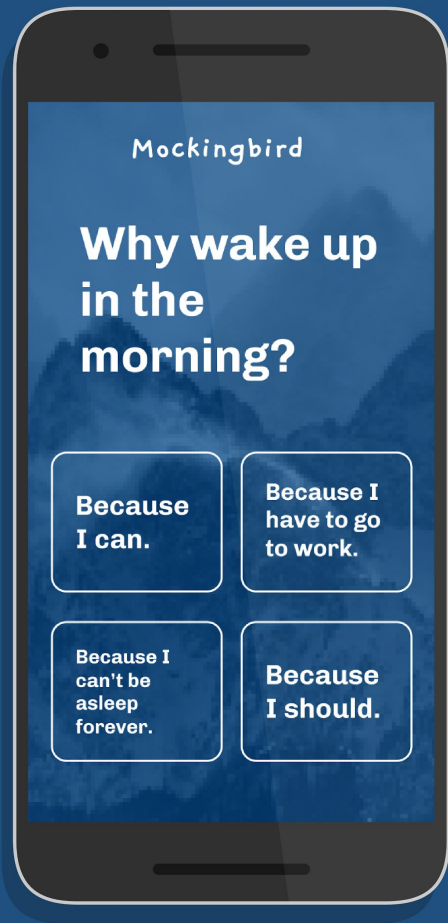 Mockingbird
Why wake up
in the
morning?
Because
I can.
Because I
have to go
to work.
Because I
can't be
asleep
forever.
Because
I should.